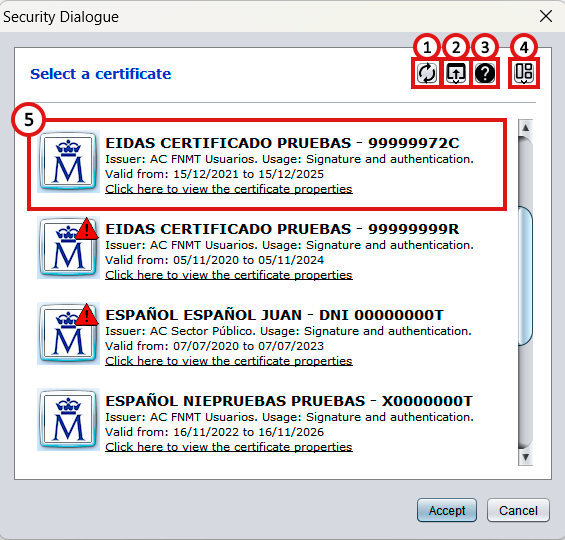 Security Dialogue
1 2 3 4
Select a certificate
5
EIDAS CERTIFICADO PRUEBAS - 99999972C
Issuer: AC FNMT Usuarios. Usage: Signature and authentication.
Valid from: 15/12/2021 to 15/12/2025
Click here to view the certificate properties
EIDAS CERTIFICADO PRUEBAS - 99999999R
Issuer: AC FNMT Usuarios. Usage: Signature and authentication.
Valid from: 05/11/2020 to 05/11/2024
Click here to view the certificate properties
ESPAÑOL ESPAÑOL JUAN - DNI 00000000T
Issuer: AC Sector Público. Usage: Signature and authentication.
Valid from: 07/07/2020 to 07/07/2023
Click here to view the certificate properties
ESPAÑOL NIEPRUEBAS PRUEBAS - X0000000T
Issuer: AC FNMT Usuarios. Usage: Signature and authentication.
Valid from: 16/11/2022 to 16/11/2026
Click here to view the certificate properties
Accept Cancel